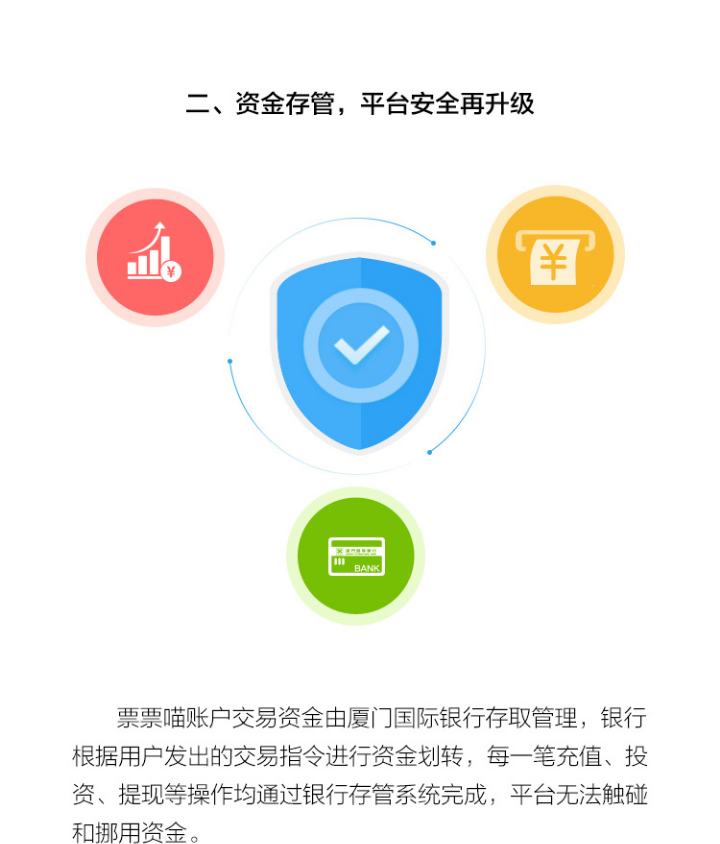 二、资金存管，平台安全再升级
¥
¥
BANK
票票喵账户交易资金由厦门国际银行存取管理，银行
根据用户发出的交易指令进行资金划转，每一笔充值、投
资、提现等操作均通过银行存管系统完成，平台无法触碰
和挪用资金。